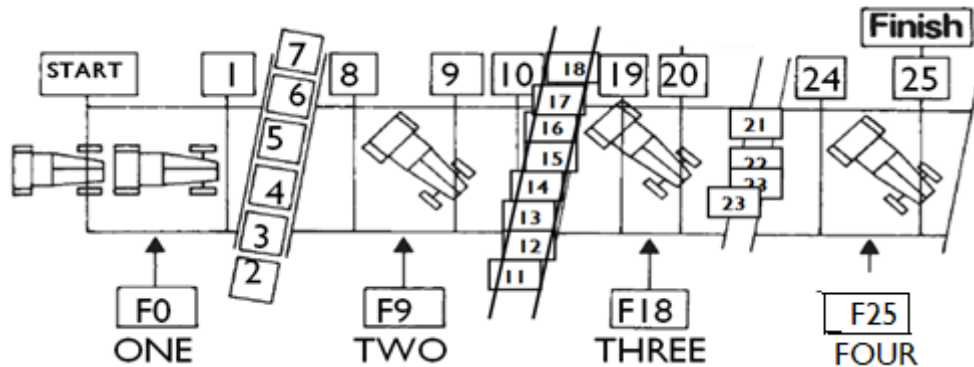 Finish
START 1 7 8 9 10 18 19 20 24 25
6 17
5 16 21
4 15 22
3 14 23
2 13 23
12
11
F0 F9 F18 F25
ONE TWO THREE FOUR